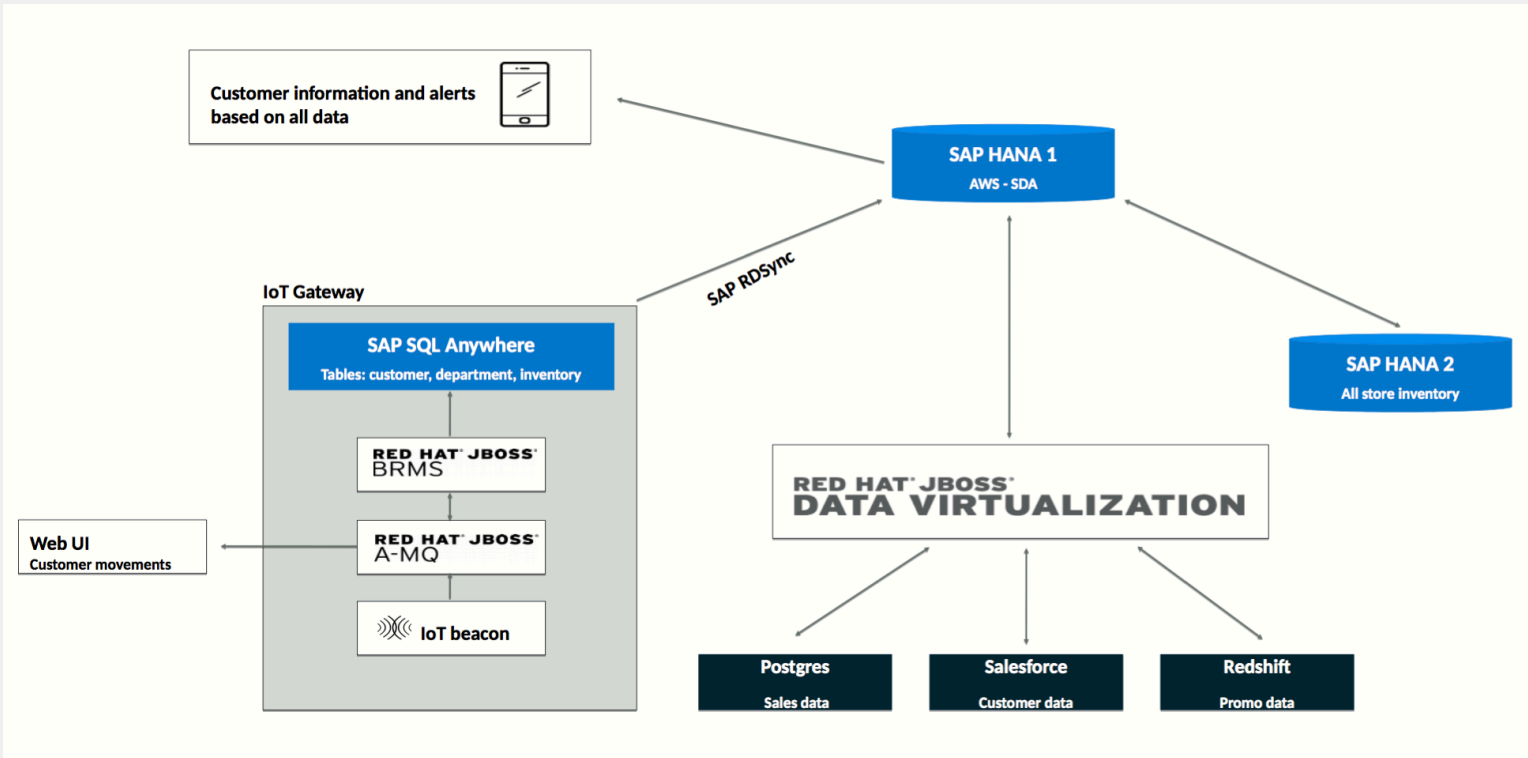 Customer information and alerts
based on all data
SAP HANA 1
AWS - SDA
SAP RDSync
IoT Gateway
SAP SQL Anywhere
Tables: customer, department, inventory
SAP HANA 2
All store inventory
RED HAT® JBOSS®
BRMS
RED HAT® JBOSS®
DATA VIRTUALIZATION
Web UI
Customer movements
RED HAT® JBOSS®
A-MQ
IoT beacon
Postgres
Sales data
Salesforce
Customer data
Redshift
Promo data